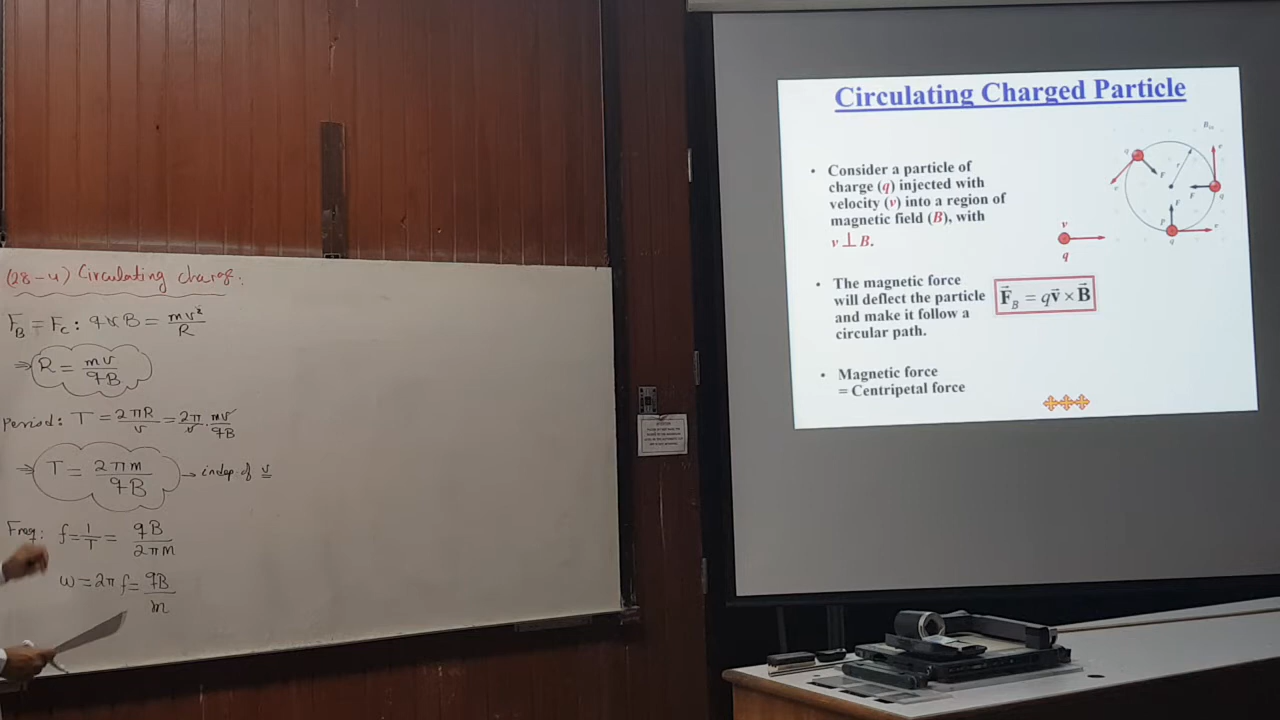 (28-4) Circulating charge:
F_B = F_C : qvB = mv²/R
⇒ R = mv/qB
Period: T = 2πR/v = 2π/v · mv/qB
⇒ T = 2πm/qB → indep. of v
Freq: f = 1/T = qB/2πm
ω = 2πf = qB/m
Circulating Charged Particle
• Consider a particle of
charge (q) injected with
velocity (v) into a region of
magnetic field (B), with
v ⊥ B.
• The magnetic force
will deflect the particle
and make it follow a
circular path.
F⃗_B = qv⃗ × B⃗
• Magnetic force
= Centripetal force
v
q
q
F
v
r
v
F
q
F
P
q
v